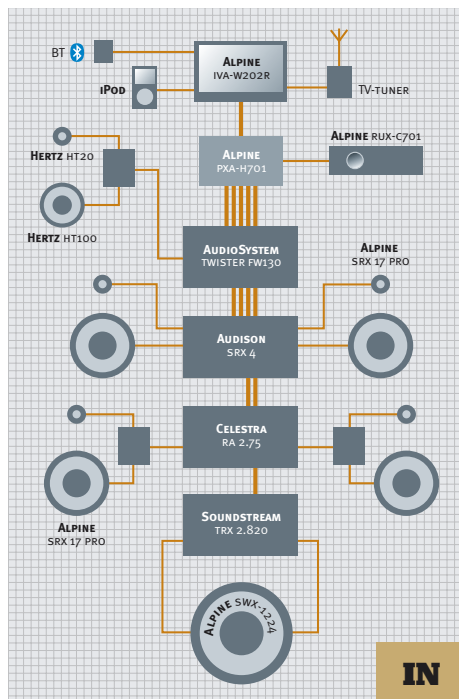 BT
ALPINE
IVA-W202R
iPOD
TV-TUNER
ALPINE RUX-C701
ALPINE
PXA-H701
HERTZ HT20
HERTZ HT100
AUDIOSYSTEM
TWISTER FW130
ALPINE
SRX 17 PRO
AUDISON
SRX 4
CELESTRA
RA 2.75
ALPINE
SRX 17 PRO
SOUNDSTREAM
TRX 2.820
ALPINE SWX-1224
IN